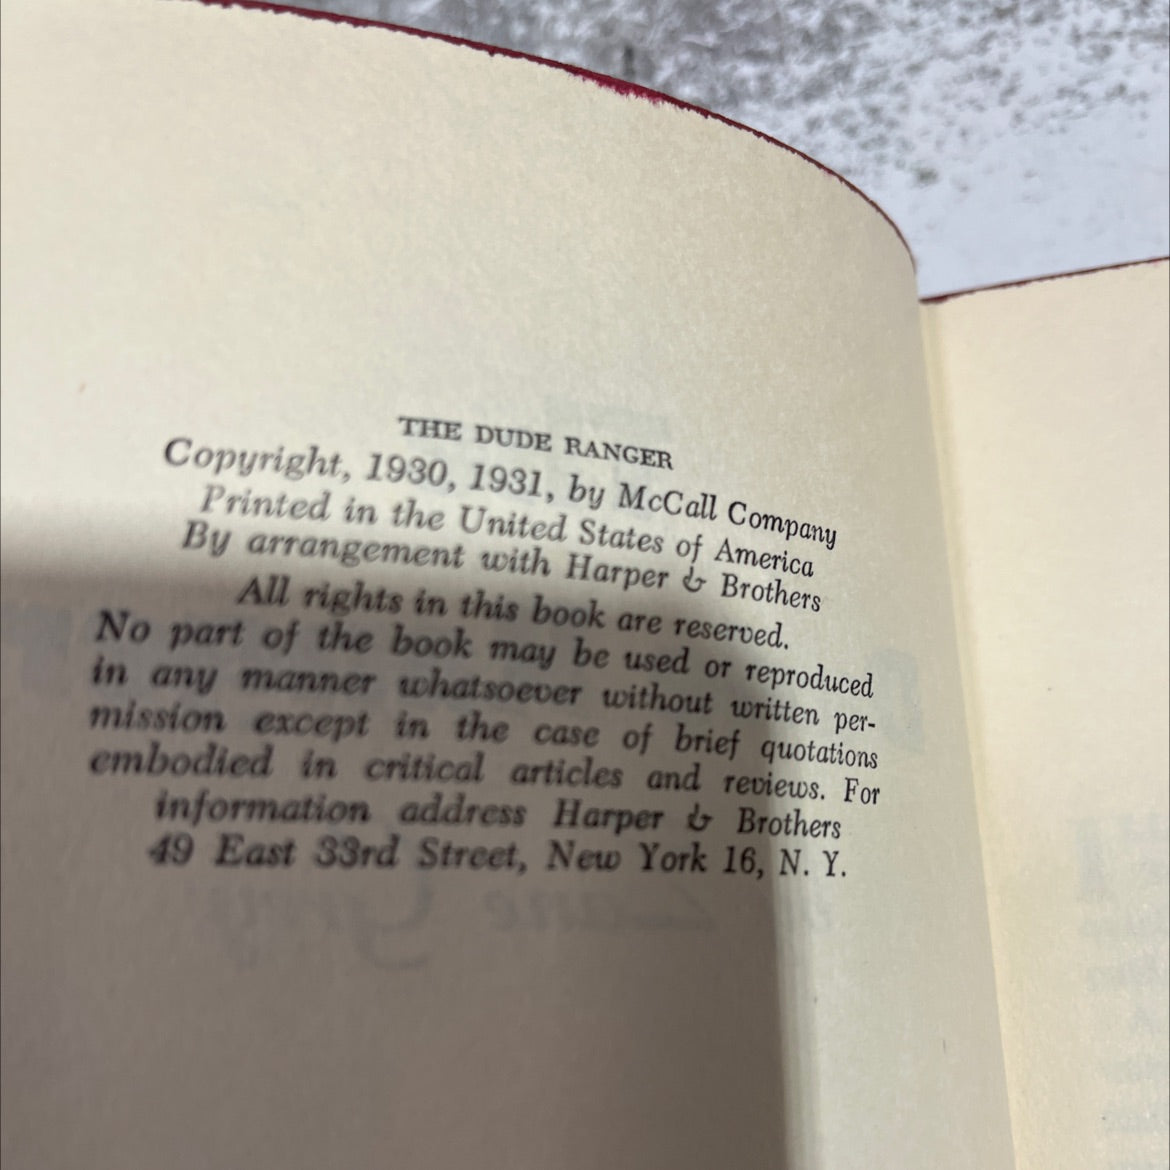 THE DUDE RANGER
Copyright, 1930, 1931, by McCall Company
Printed in the United States of America
By arrangement with Harper & Brothers
All rights in this book are reserved.
No part of the book may be used or reproduced
in any manner whatsoever without written per-
mission except in the case of brief quotations
embodied in critical articles and reviews. For
information address Harper & Brothers
49 East 33rd Street, New York 16, N. Y.